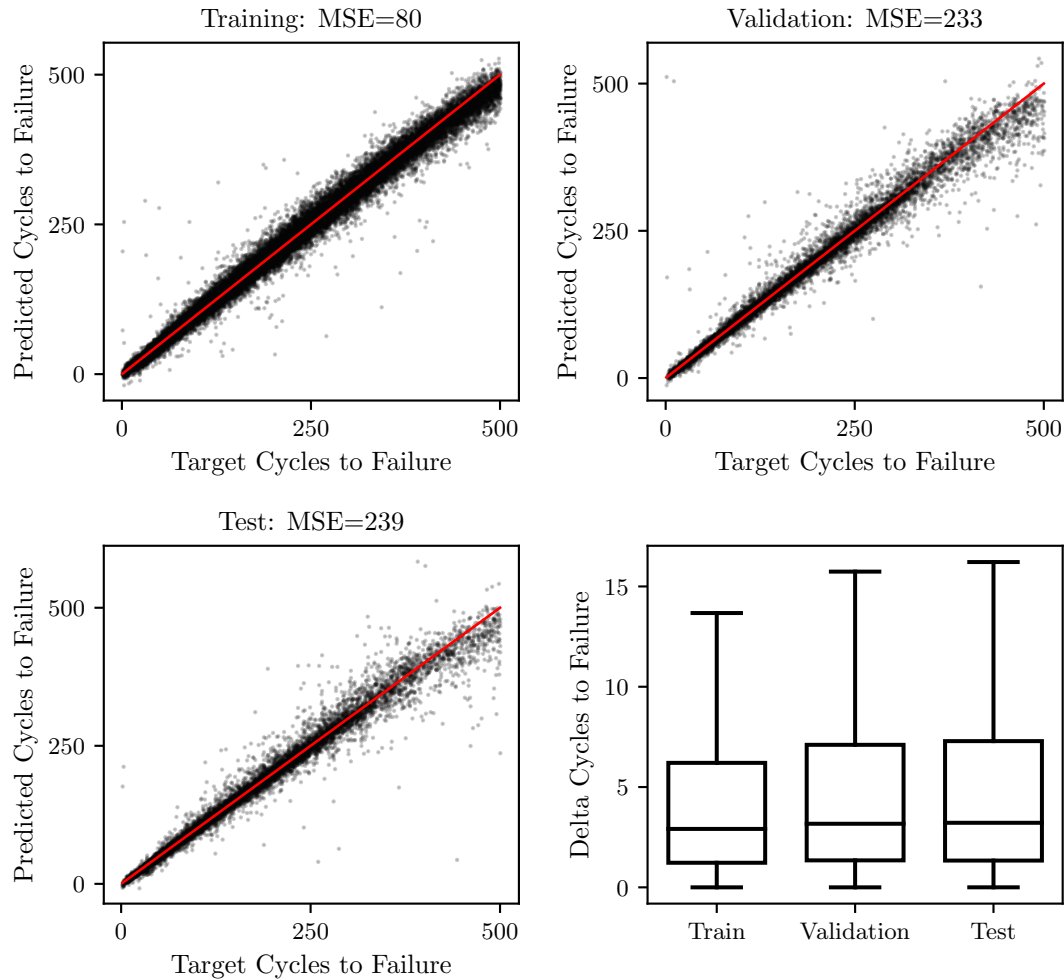 Training: MSE=80
Predicted Cycles to Failure
500
250
0
0 250 500
Target Cycles to Failure
Validation: MSE=233
Predicted Cycles to Failure
500
250
0
0 250 500
Target Cycles to Failure
Test: MSE=239
Predicted Cycles to Failure
500
250
0
0 250 500
Target Cycles to Failure
Delta Cycles to Failure
15
10
5
0
Train Validation Test